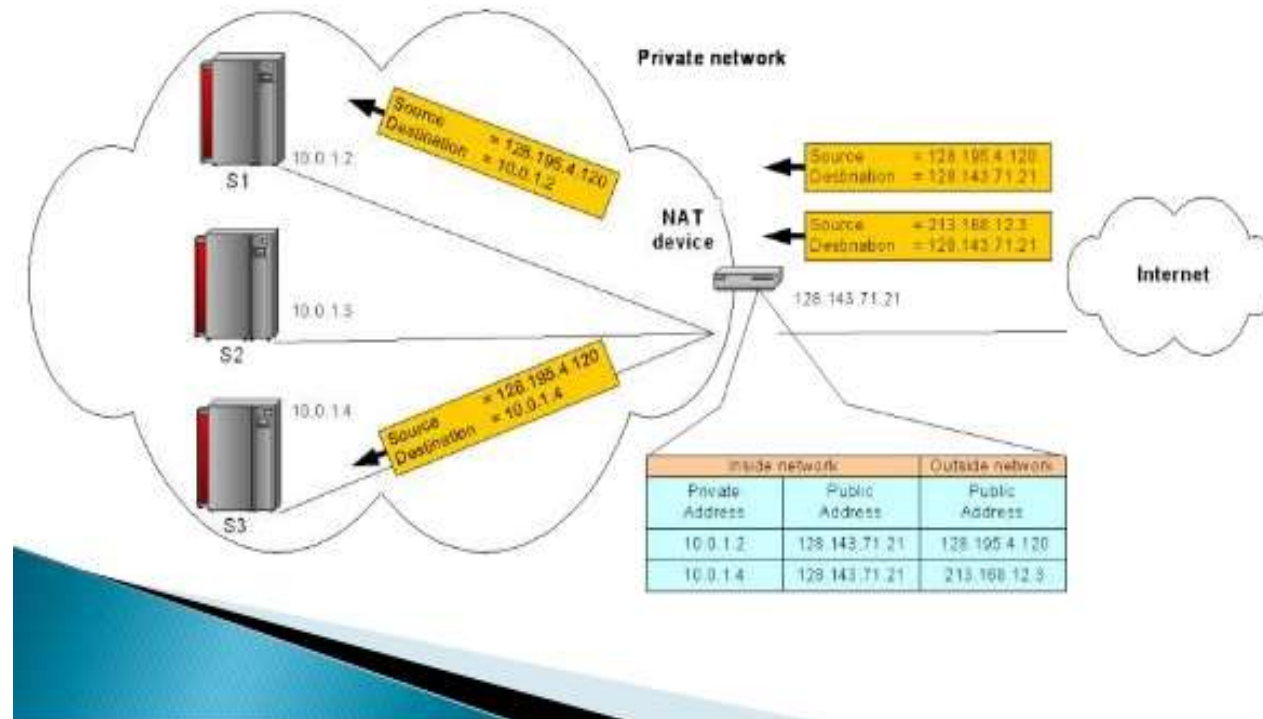 Private network
Source = 128.195.4.120
Destination = 10.0.1.2
10.0.1.2
S1
Source = 128.195.4.120
Destination = 128.143.71.21
NAT
device
Source = 213.168.12.3
Destination = 128.143.71.21
Internet
128.143.71.21
10.0.1.3
S2
Source = 128.195.4.120
Destination = 10.0.1.4
10.0.1.4
S3
Inside network Outside network
Private Address Public Address Public Address
10.0.1.2 128.143.71.21 128.195.4.120
10.0.1.4 128.143.71.21 213.168.12.3